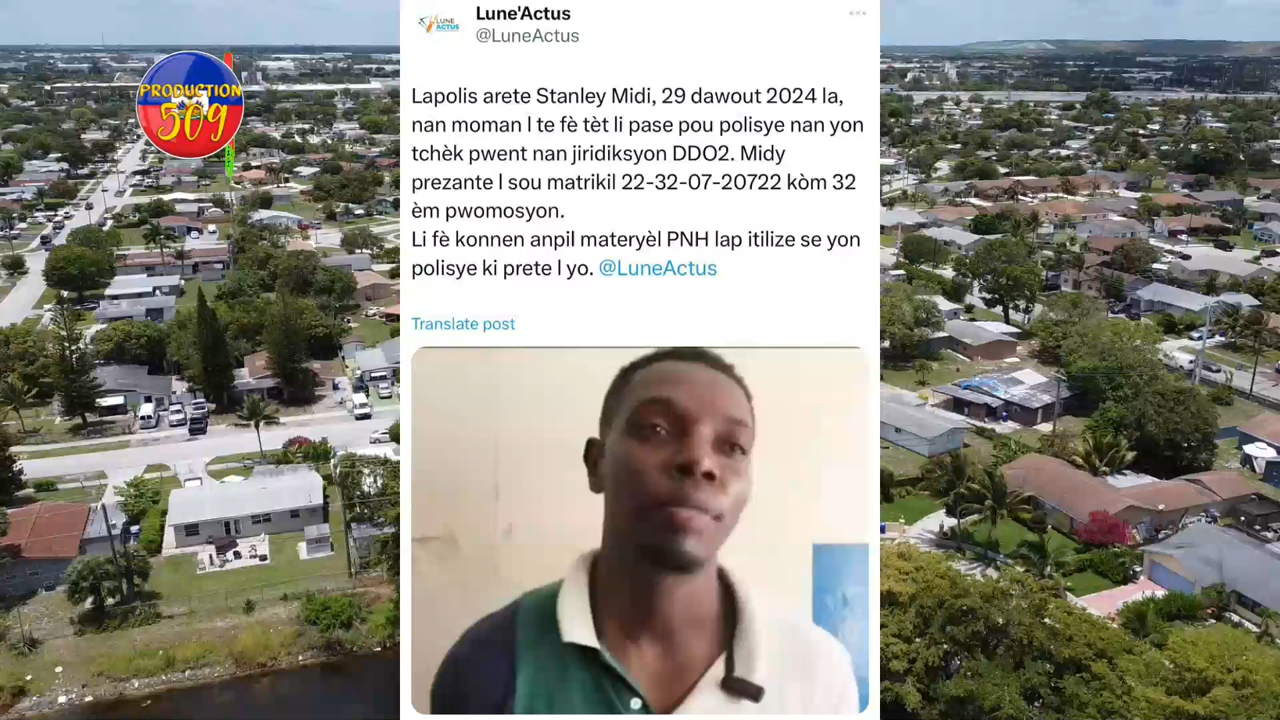 PRODUCTION
509
LUNE
ACTUS
Lune'Actus
@LuneActus
Lapolis arete Stanley Midi, 29 dawout 2024 la,
nan moman l te fè tèt li pase pou polisye nan yon
tchèk pwent nan jiridiksyon DDO2. Midy
prezante l sou matrikil 22-32-07-20722 kòm 32
èm pwomosyon.
Li fè konnen anpil materyèl PNH lap itilize se yon
polisye ki prete l yo. @LuneActus
Translate post